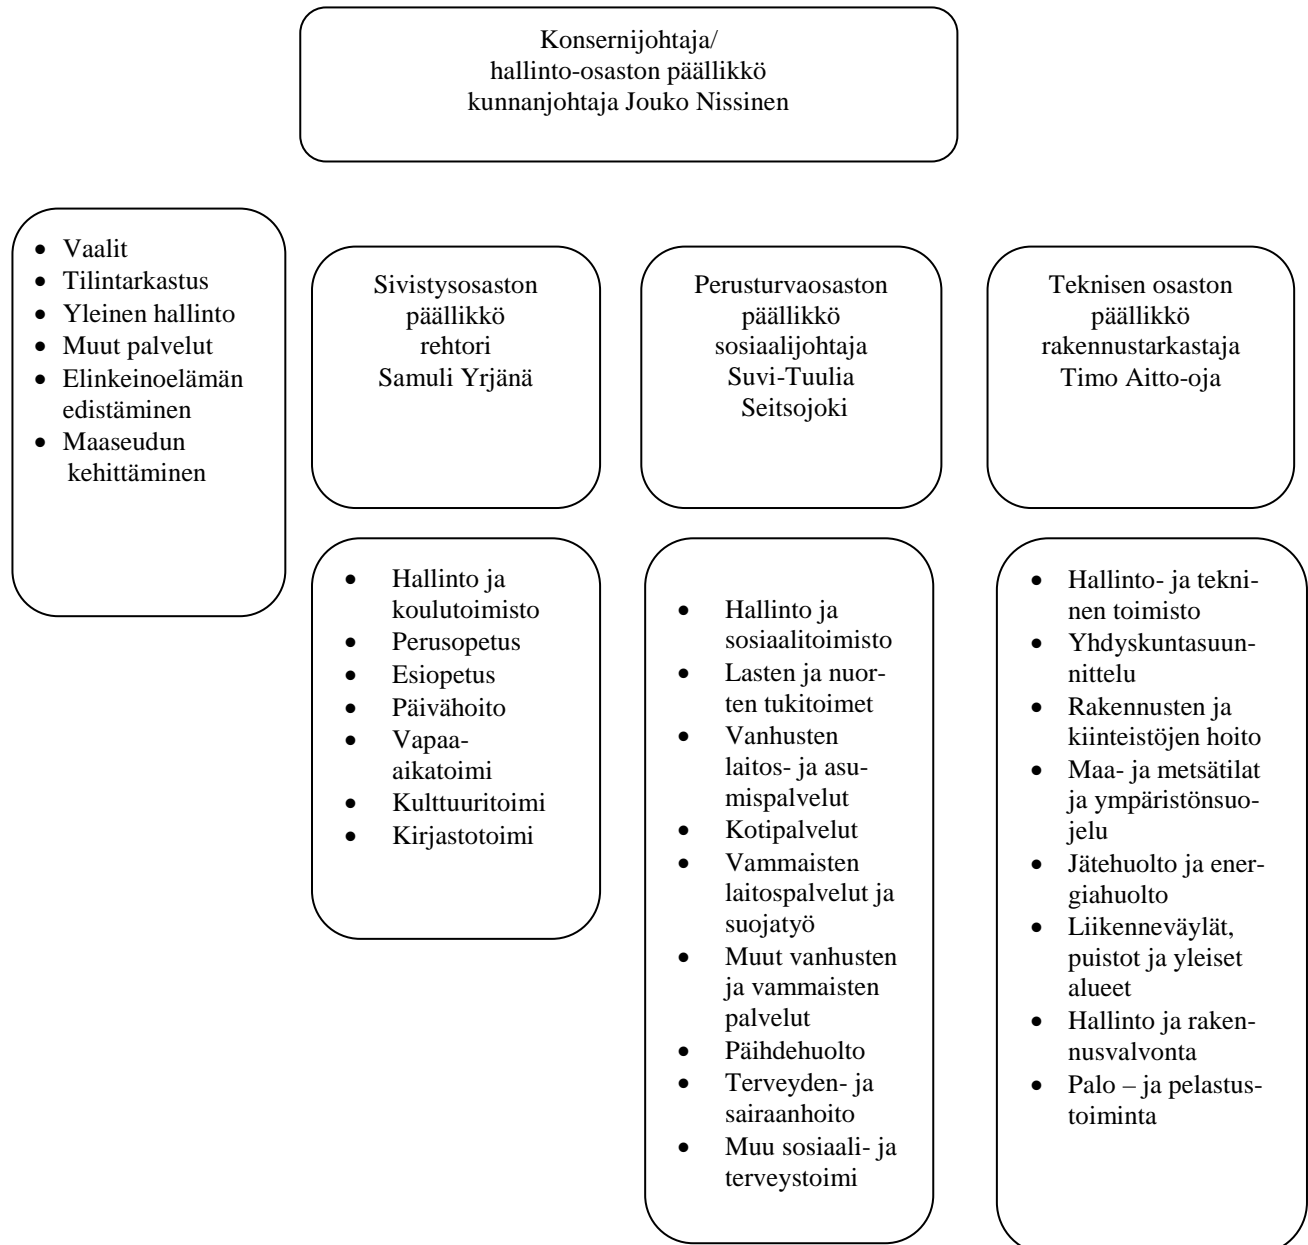 Konsernijohtaja/
hallinto-osaston päällikkö
kunnanjohtaja Jouko Nissinen
• Vaalit
• Tilintarkastus
• Yleinen hallinto
• Muut palvelut
• Elinkeinoelämän
edistäminen
• Maaseudun
kehittäminen
Sivistysosaston
päällikkö
rehtori
Samuli Yrjänä
Perusturvaosaston
päällikkö
sosiaalijohtaja
Suvi-Tuulia
Seitsojoki
Teknisen osaston
päällikkö
rakennustarkastaja
Timo Aitto-oja
• Hallinto ja
koulutoimisto
• Perusopetus
• Esiopetus
• Päivähoito
• Vapaa-
aikatoimi
• Kulttuuritoimi
• Kirjastotoimi
• Hallinto ja
sosiaalitoimisto
• Lasten ja nuor-
ten tukitoimet
• Vanhusten
laitos- ja asu-
mispalvelut
• Kotipalvelut
• Vammaisten
laitospalvelut ja
suojatyö
• Muut vanhusten
ja vammaisten
palvelut
• Päihdehuolto
• Terveyden- ja
sairaanhoito
• Muu sosiaali- ja
terveystoimi
• Hallinto- ja tekni-
nen toimisto
• Yhdyskuntasuun-
nittelu
• Rakennusten ja
kiinteistöjen hoito
• Maa- ja metsätilat
ja ympäristönsuo-
jelu
• Jätehuolto ja ener-
giahuolto
• Liikenneväylät,
puistot ja yleiset
alueet
• Hallinto ja raken-
nusvalvonta
• Palo – ja pelastus-
toiminta